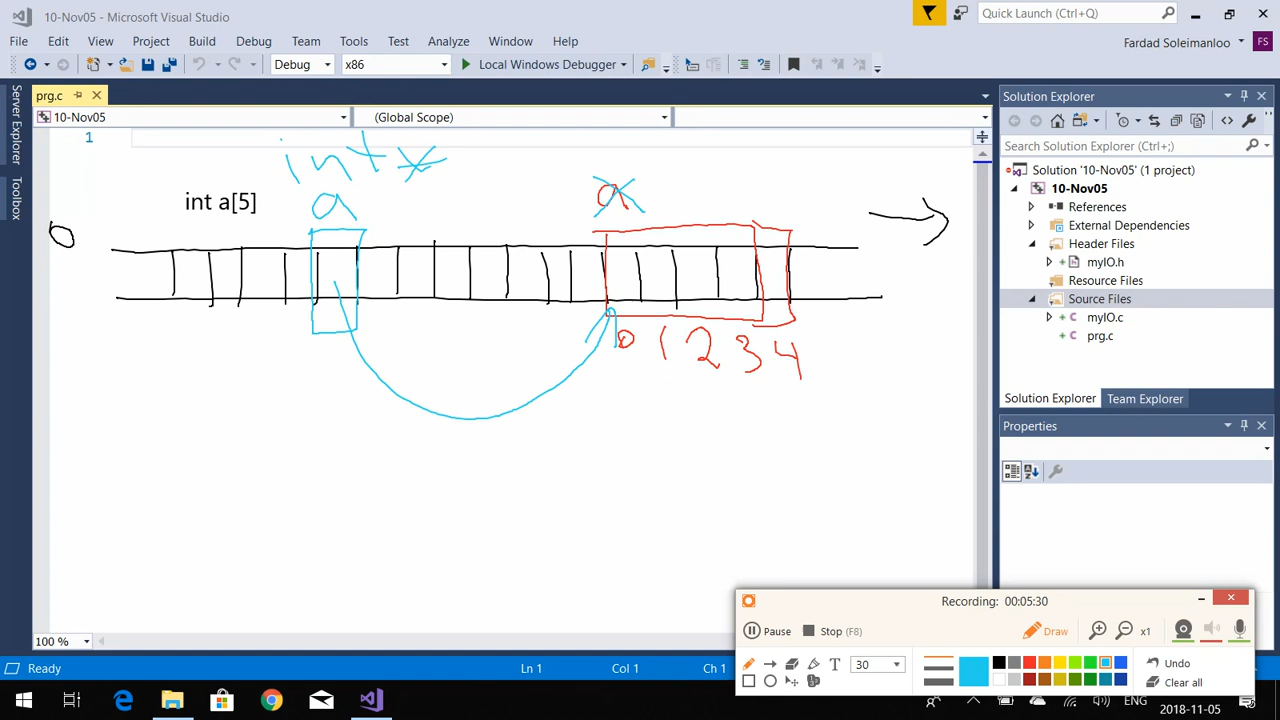 10-Nov05 - Microsoft Visual Studio
Quick Launch (Ctrl+Q)
File Edit View Project Build Debug Team Tools Test Analyze Window Help
Fardad Soleimanloo FS
Debug x86 Local Windows Debugger
Server Explorer
Toolbox
prg.c
10-Nov05 (Global Scope)
1
int *
int a[5]
a
a
0
0 1 2 3 4
100 %
Solution Explorer
Search Solution Explorer (Ctrl+;)
Solution '10-Nov05' (1 project)
10-Nov05
References
External Dependencies
Header Files
myIO.h
Resource Files
Source Files
myIO.c
prg.c
Solution Explorer Team Explorer
Properties
Recording: 00:05:30
Pause Stop (F8) Draw x1
T 30 Undo
Clear all
Ready Ln 1 Col 1 Ch 1
ENG 2018-11-05